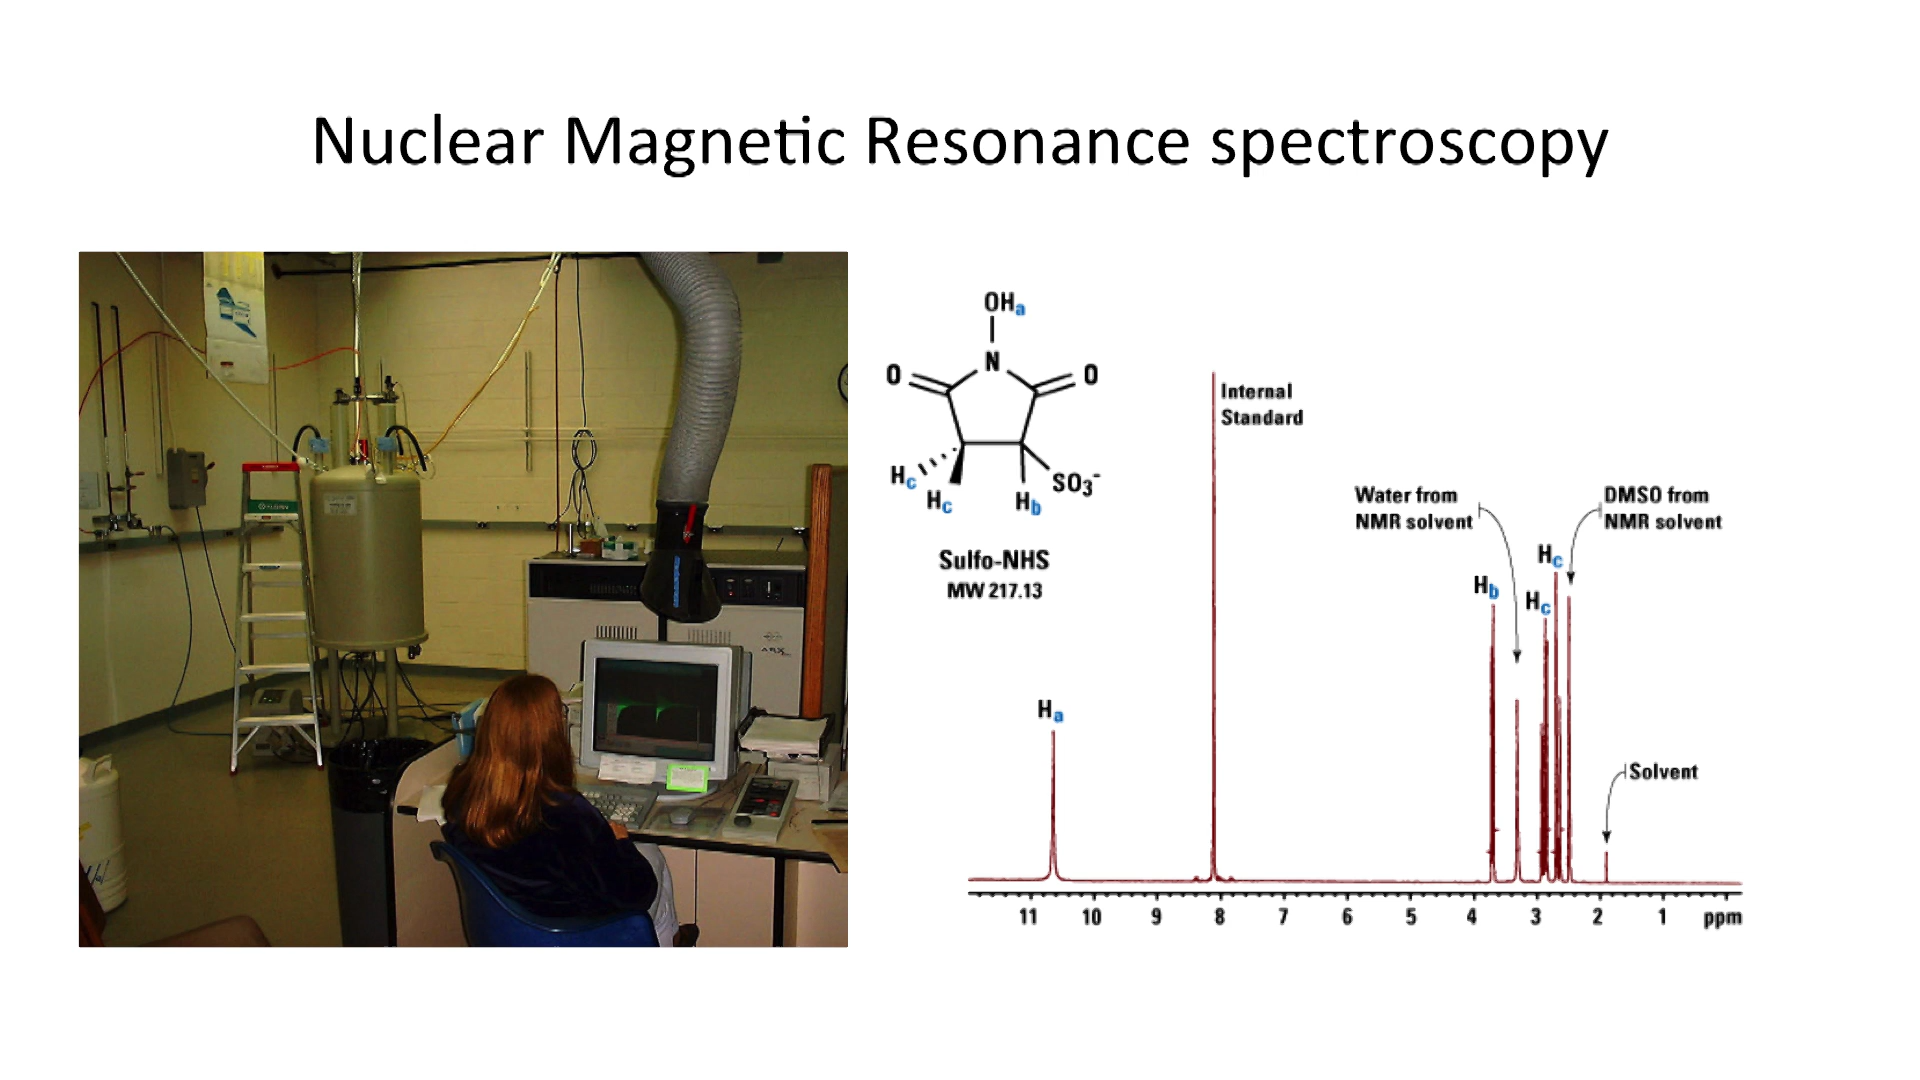 Nuclear Magnetic Resonance spectroscopy
OHa
N
O
O
Hc
Hc
Hb
SO3-
Sulfo-NHS
MW 217.13
Internal
Standard
Water from
NMR solvent
DMSO from
NMR solvent
Hc
Hb
Hc
Ha
Solvent
11 10 9 8 7 6 5 4 3 2 1 ppm